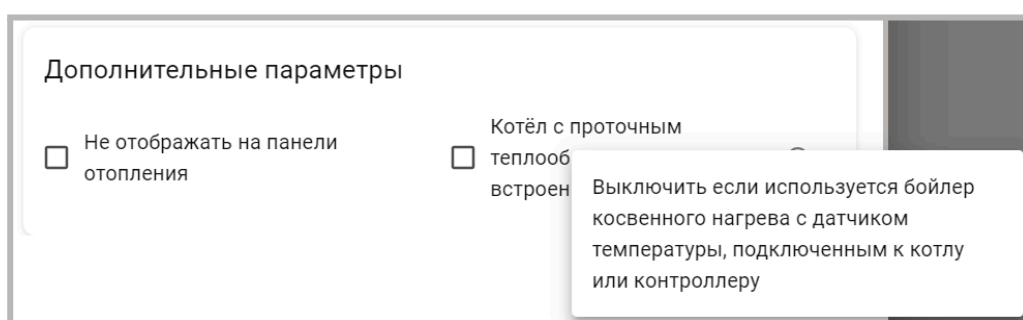 Дополнительные параметры
Не отображать на панели
отопления
Котёл с проточным
теплооб
встроен
Выключить если используется бойлер
косвенного нагрева с датчиком
температуры, подключенным к котлу
или контроллеру